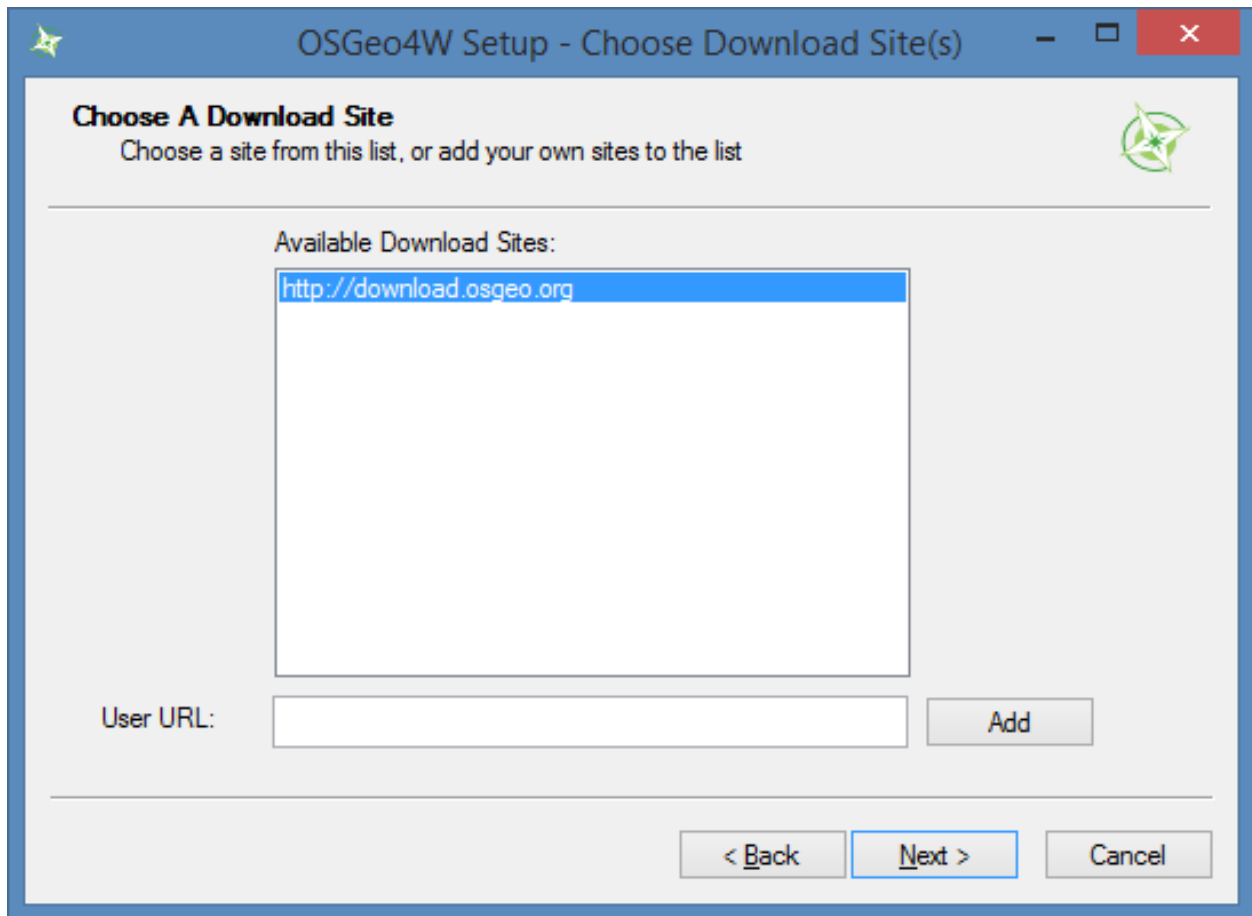 OSGeo4W Setup - Choose Download Site(s)
Choose A Download Site
Choose a site from this list, or add your own sites to the list
Available Download Sites:
http://download.osgeo.org
User URL:
Add
< Back
Next >
Cancel